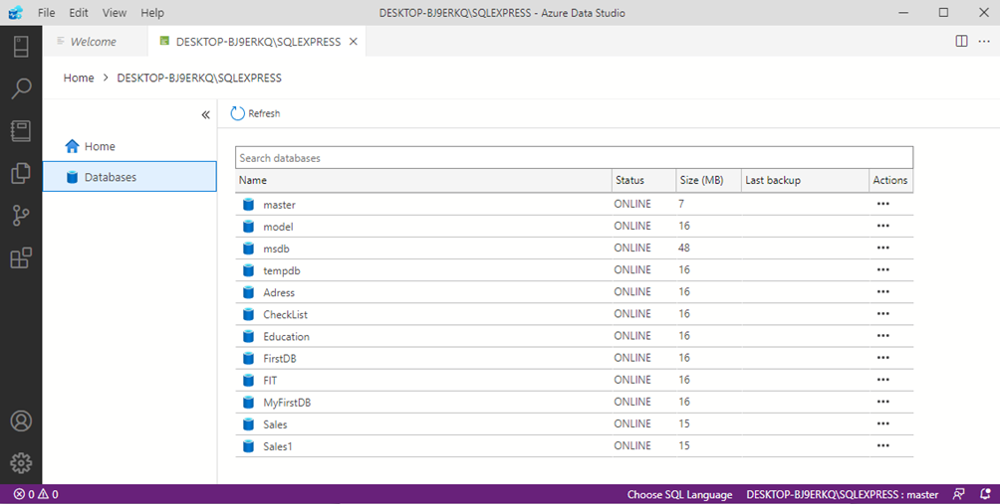 File Edit View Help DESKTOP-BJ9ERKQ\SQLEXPRESS - Azure Data Studio
Welcome DESKTOP-BJ9ERKQ\SQLEXPRESS
Home > DESKTOP-BJ9ERKQ\SQLEXPRESS
« Refresh
Home
Databases
Search databases
Name Status Size (MB) Last backup Actions
master ONLINE 7
model ONLINE 16
msdb ONLINE 48
tempdb ONLINE 16
Adress ONLINE 16
CheckList ONLINE 16
Education ONLINE 16
FirstDB ONLINE 16
FIT ONLINE 16
MyFirstDB ONLINE 16
Sales ONLINE 15
Sales1 ONLINE 15
0 0 Choose SQL Language DESKTOP-BJ9ERKQ\SQLEXPRESS : master